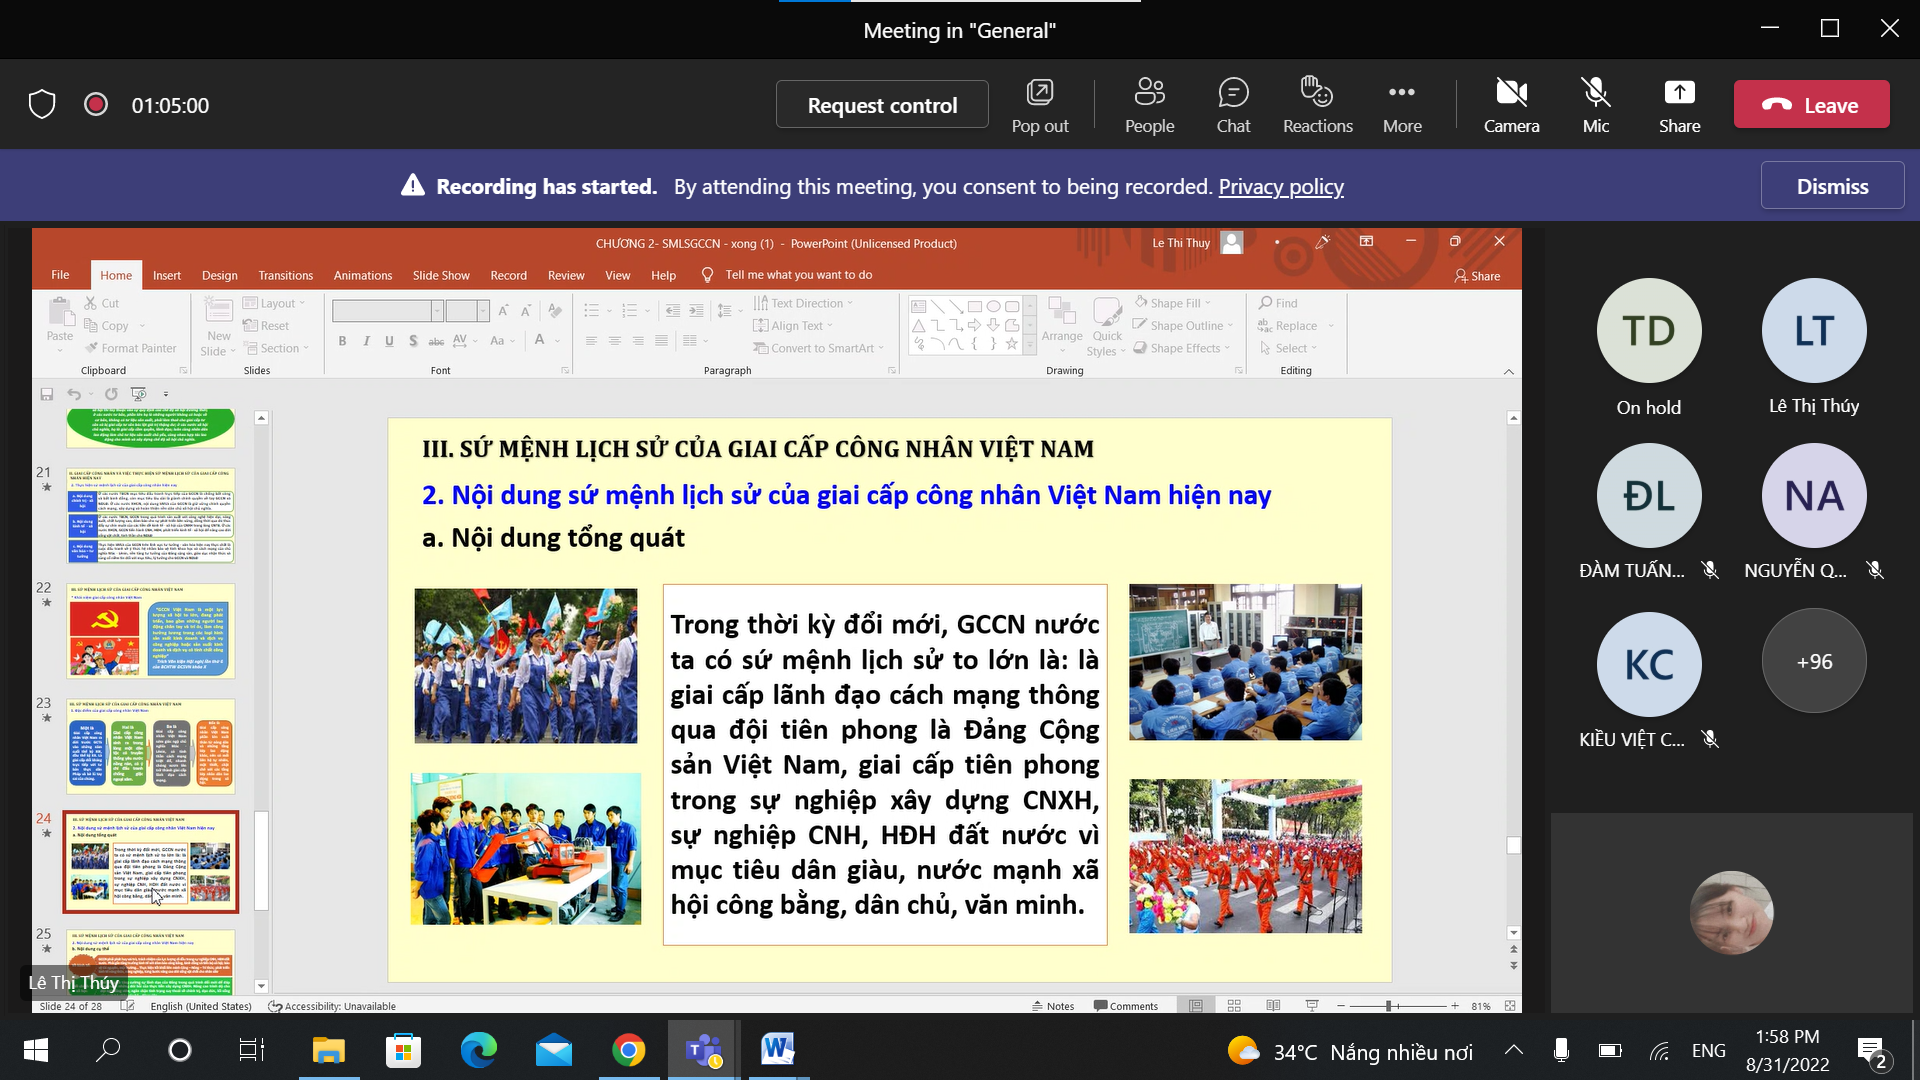 Meeting in "General"
01:05:00
Request control
Pop out
People
Chat
Reactions
More
Camera
Mic
Share
Leave
Recording has started. By attending this meeting, you consent to being recorded. Privacy policy
Dismiss
CHƯƠNG 2- SMLSGCCN - xong (1) - PowerPoint (Unlicensed Product)
Le Thi Thuy
File Home Insert Design Transitions Animations Slide Show Record Review View Help Tell me what you want to do
Share
Paste
Cut
Copy
Format Painter
Clipboard
New Slide
Layout
Reset
Section
Slides
Font
Text Direction
Align Text
Convert to SmartArt
Paragraph
Arrange
Quick Styles
Shape Fill
Shape Outline
Shape Effects
Drawing
Find
Replace
Select
Editing
21
22
23
24
25
III. SỨ MỆNH LỊCH SỬ CỦA GIAI CẤP CÔNG NHÂN VIỆT NAM
2. Nội dung sứ mệnh lịch sử của giai cấp công nhân Việt Nam hiện nay
a. Nội dung tổng quát
Trong thời kỳ đổi mới, GCCN nước
ta có sứ mệnh lịch sử to lớn là: là
giai cấp lãnh đạo cách mạng thông
qua đội tiên phong là Đảng Cộng
sản Việt Nam, giai cấp tiên phong
trong sự nghiệp xây dựng CNXH,
sự nghiệp CNH, HĐH đất nước vì
mục tiêu dân giàu, nước mạnh xã
hội công bằng, dân chủ, văn minh.
Lê Thị Thúy
Slide 24 of 28
English (United States)
Accessibility: Unavailable
Notes
Comments
81%
TD
On hold
LT
Lê Thị Thúy
ĐL
ĐÀM TUẤN...
NA
NGUYỄN Q...
KC
KIỀU VIỆT C...
+96
34°C Nắng nhiều nơi
ENG
1:58 PM
8/31/2022
2